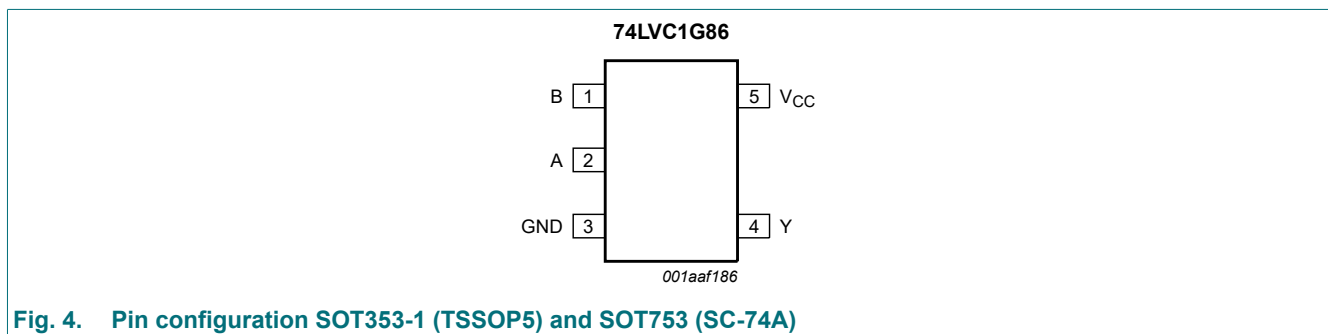 74LVC1G86
B 1 5 VCC
A 2
GND 3 4 Y
001aaf186
Fig. 4. Pin configuration SOT353-1 (TSSOP5) and SOT753 (SC-74A)